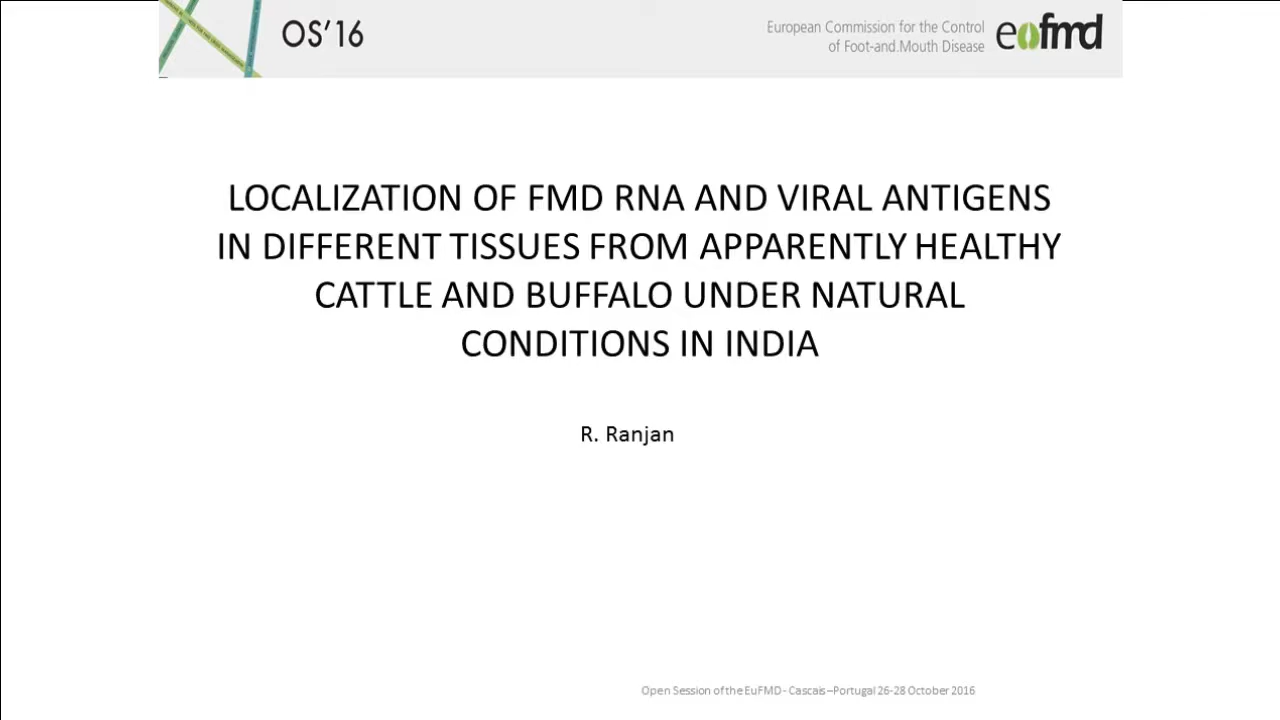 OS’16
European Commission for the Control
of Foot-and.Mouth Disease
eofmd
LOCALIZATION OF FMD RNA AND VIRAL ANTIGENS
IN DIFFERENT TISSUES FROM APPARENTLY HEALTHY
CATTLE AND BUFFALO UNDER NATURAL
CONDITIONS IN INDIA
R. Ranjan
Open Session of the EuFMD - Cascais –Portugal 26-28 October 2016